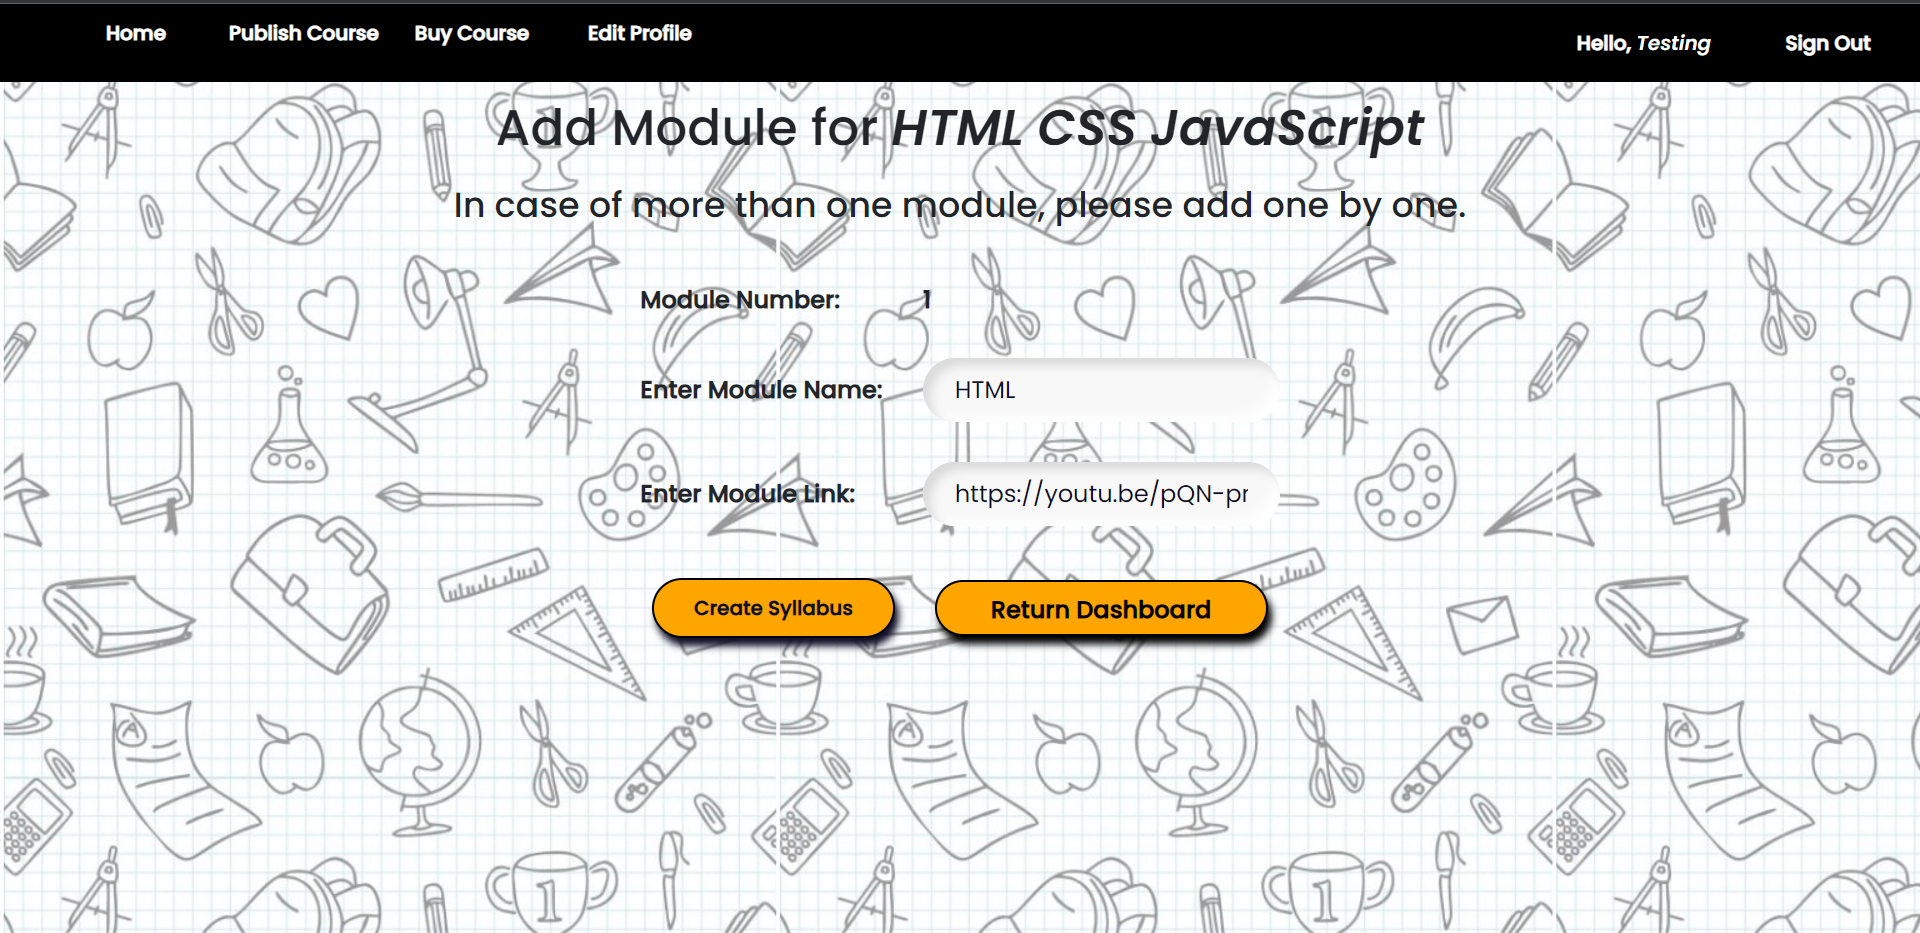 Home Publish Course Buy Course Edit Profile Hello, Testing Sign Out
Add Module for HTML CSS JavaScript
In case of more than one module, please add one by one.
Module Number: 1
Enter Module Name: HTML
Enter Module Link: https://youtu.be/pQN-pr
Create Syllabus Return Dashboard